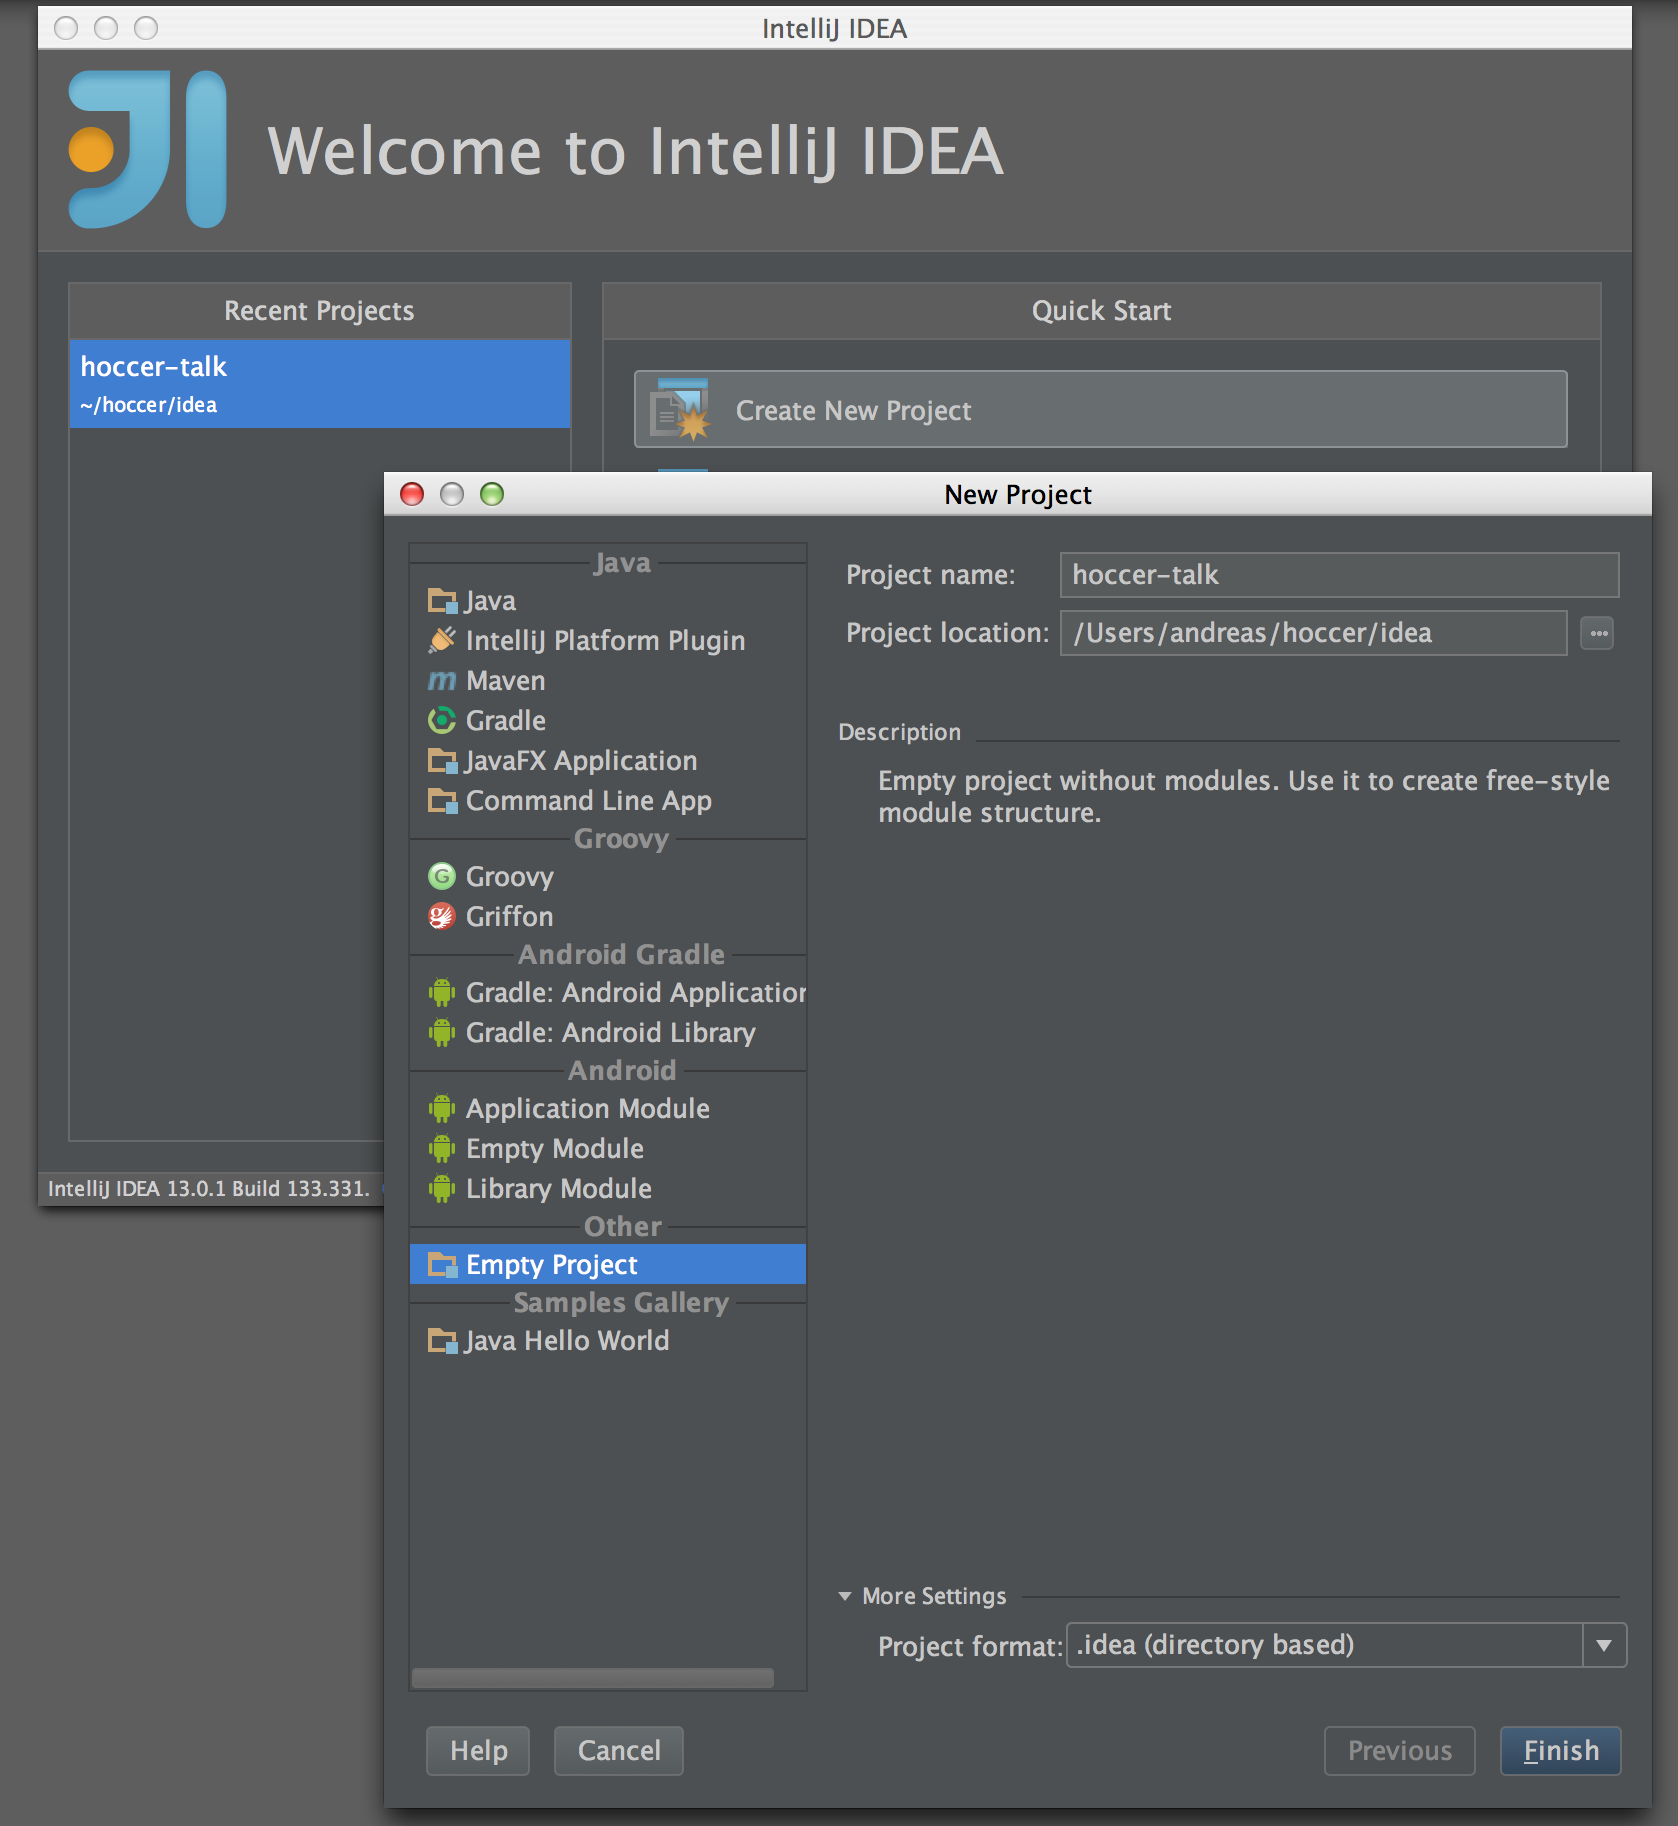 IntelliJ IDEA
Welcome to IntelliJ IDEA
Recent Projects
hoccer-talk
~/hoccer/idea
Quick Start
Create New Project
IntelliJ IDEA 13.0.1 Build 133.331.
New Project
Java
Java
IntelliJ Platform Plugin
Maven
Gradle
JavaFX Application
Command Line App
Groovy
Groovy
Griffon
Android Gradle
Gradle: Android Application
Gradle: Android Library
Android
Application Module
Empty Module
Library Module
Other
Empty Project
Samples Gallery
Java Hello World
Project name: hoccer-talk
Project location: /Users/andreas/hoccer/idea ...
Description
Empty project without modules. Use it to create free-style
module structure.
More Settings
Project format: .idea (directory based)
Help Cancel Previous Finish